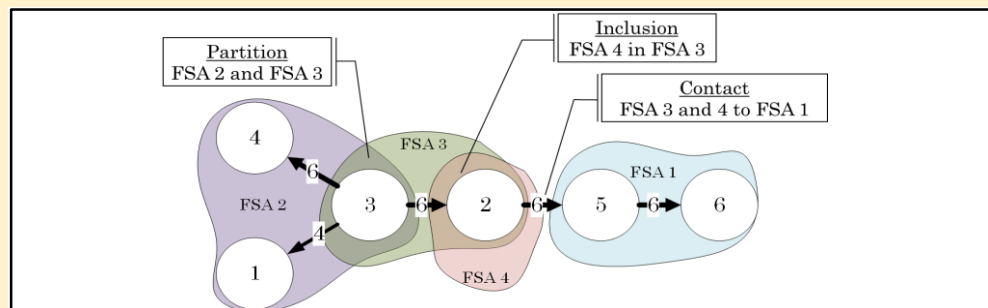 Inclusion
FSA 4 in FSA 3
Partition
FSA 2 and FSA 3
Contact
FSA 3 and 4 to FSA 1
4
FSA 3
FSA 1
6
FSA 2
3
6
2
6
5
6
6
4
1
FSA 4